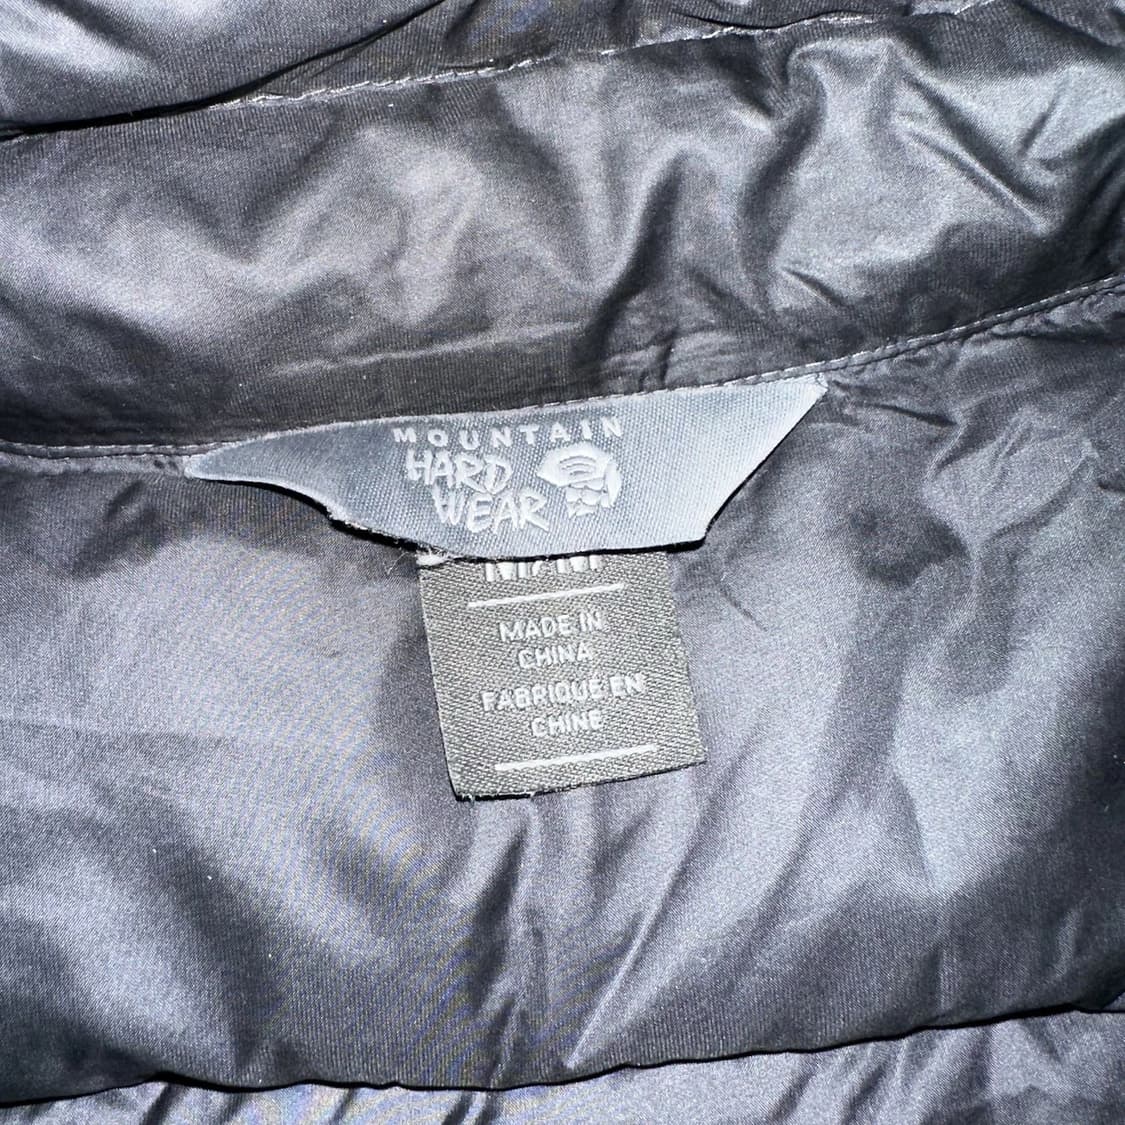 MOUNTAIN
HARD
WEAR
MADE IN
CHINA
FABRIQUÉ EN
CHINE